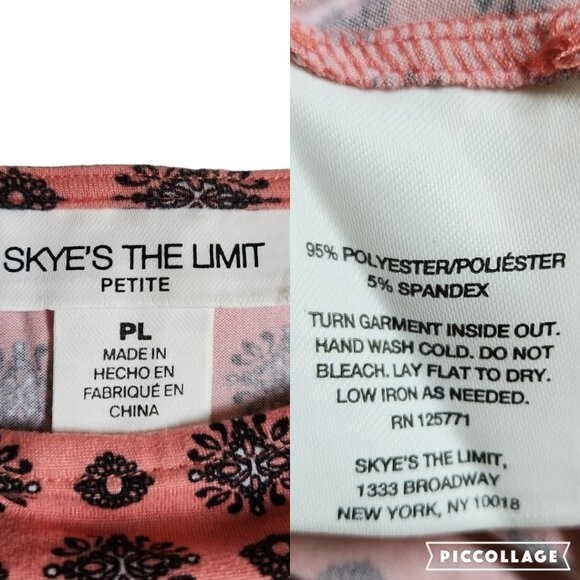 SKYE'S THE LIMIT
PETITE
PL
MADE IN
HECHO EN
FABRIQUÉ EN
CHINA
95% POLYESTER/POLIÉSTER
5% SPANDEX
TURN GARMENT INSIDE OUT.
HAND WASH COLD. DO NOT
BLEACH. LAY FLAT TO DRY.
LOW IRON AS NEEDED.
RN 125771
SKYE'S THE LIMIT,
1333 BROADWAY
NEW YORK, NY 10018
PICCOLLAGE